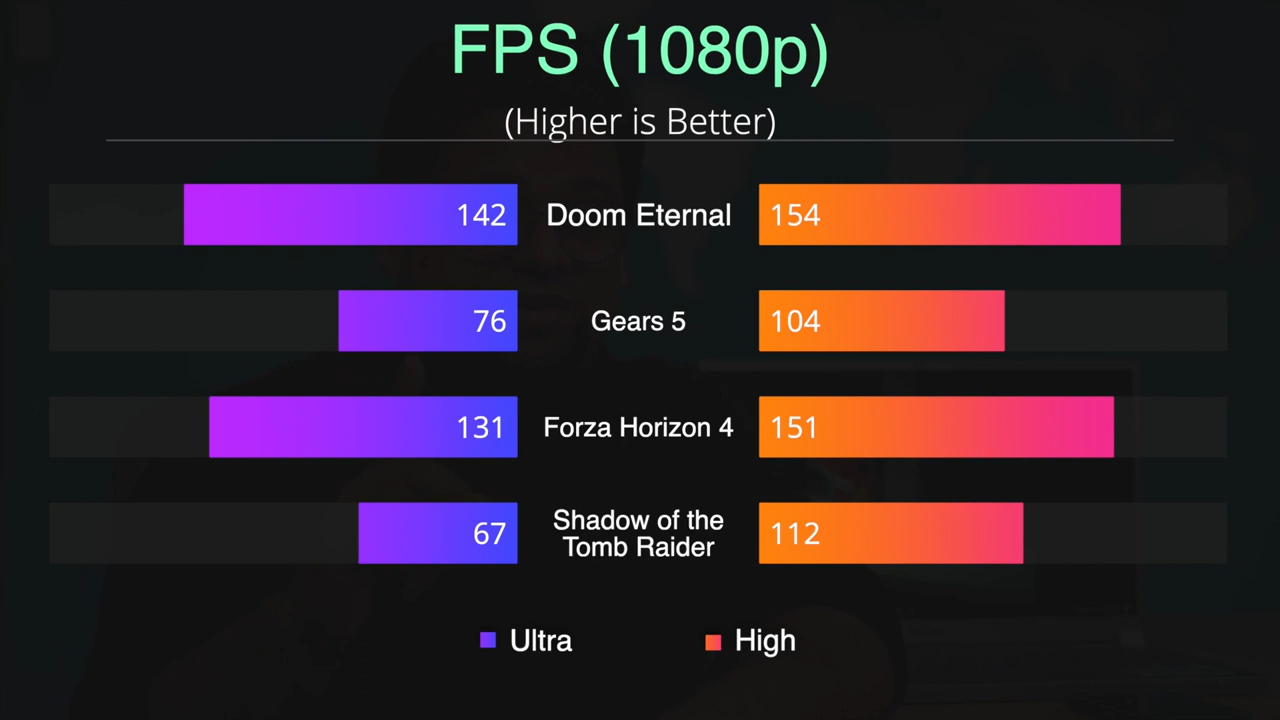 FPS (1080p)
(Higher is Better)
142 Doom Eternal 154
76 Gears 5 104
131 Forza Horizon 4 151
67 Shadow of the Tomb Raider 112
Ultra High